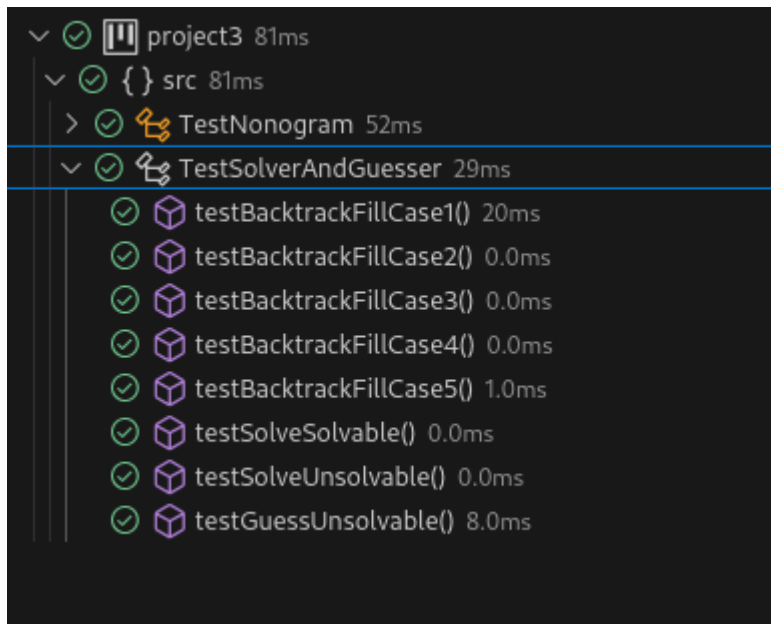 project3 81ms
{ } src 81ms
TestNonogram 52ms
TestSolverAndGuesser 29ms
testBacktrackFillCase1() 20ms
testBacktrackFillCase2() 0.0ms
testBacktrackFillCase3() 0.0ms
testBacktrackFillCase4() 0.0ms
testBacktrackFillCase5() 1.0ms
testSolveSolvable() 0.0ms
testSolveUnsolvable() 0.0ms
testGuessUnsolvable() 8.0ms